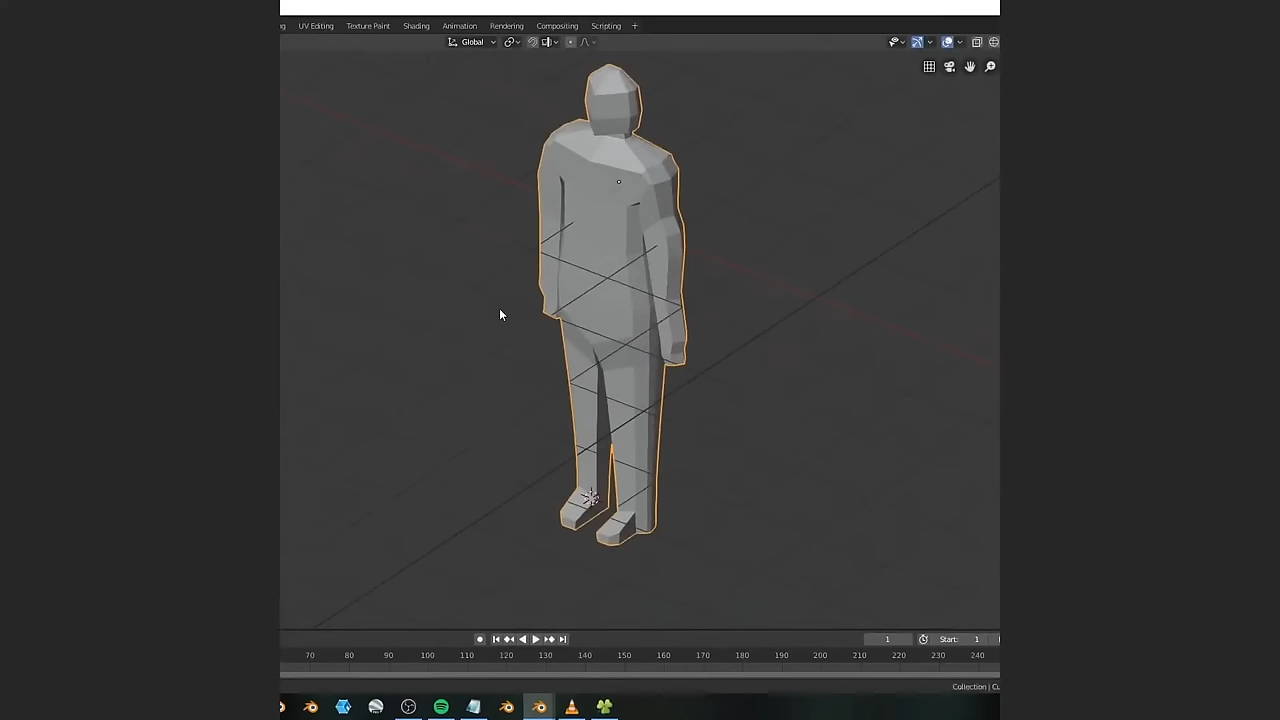 UV Editing Texture Paint Shading Animation Rendering Compositing Scripting +
Global
1 Start: 1
70 80 90 100 110 120 130 140 150 160 170 180 190 200 210 220 230 240
Collection | Cu